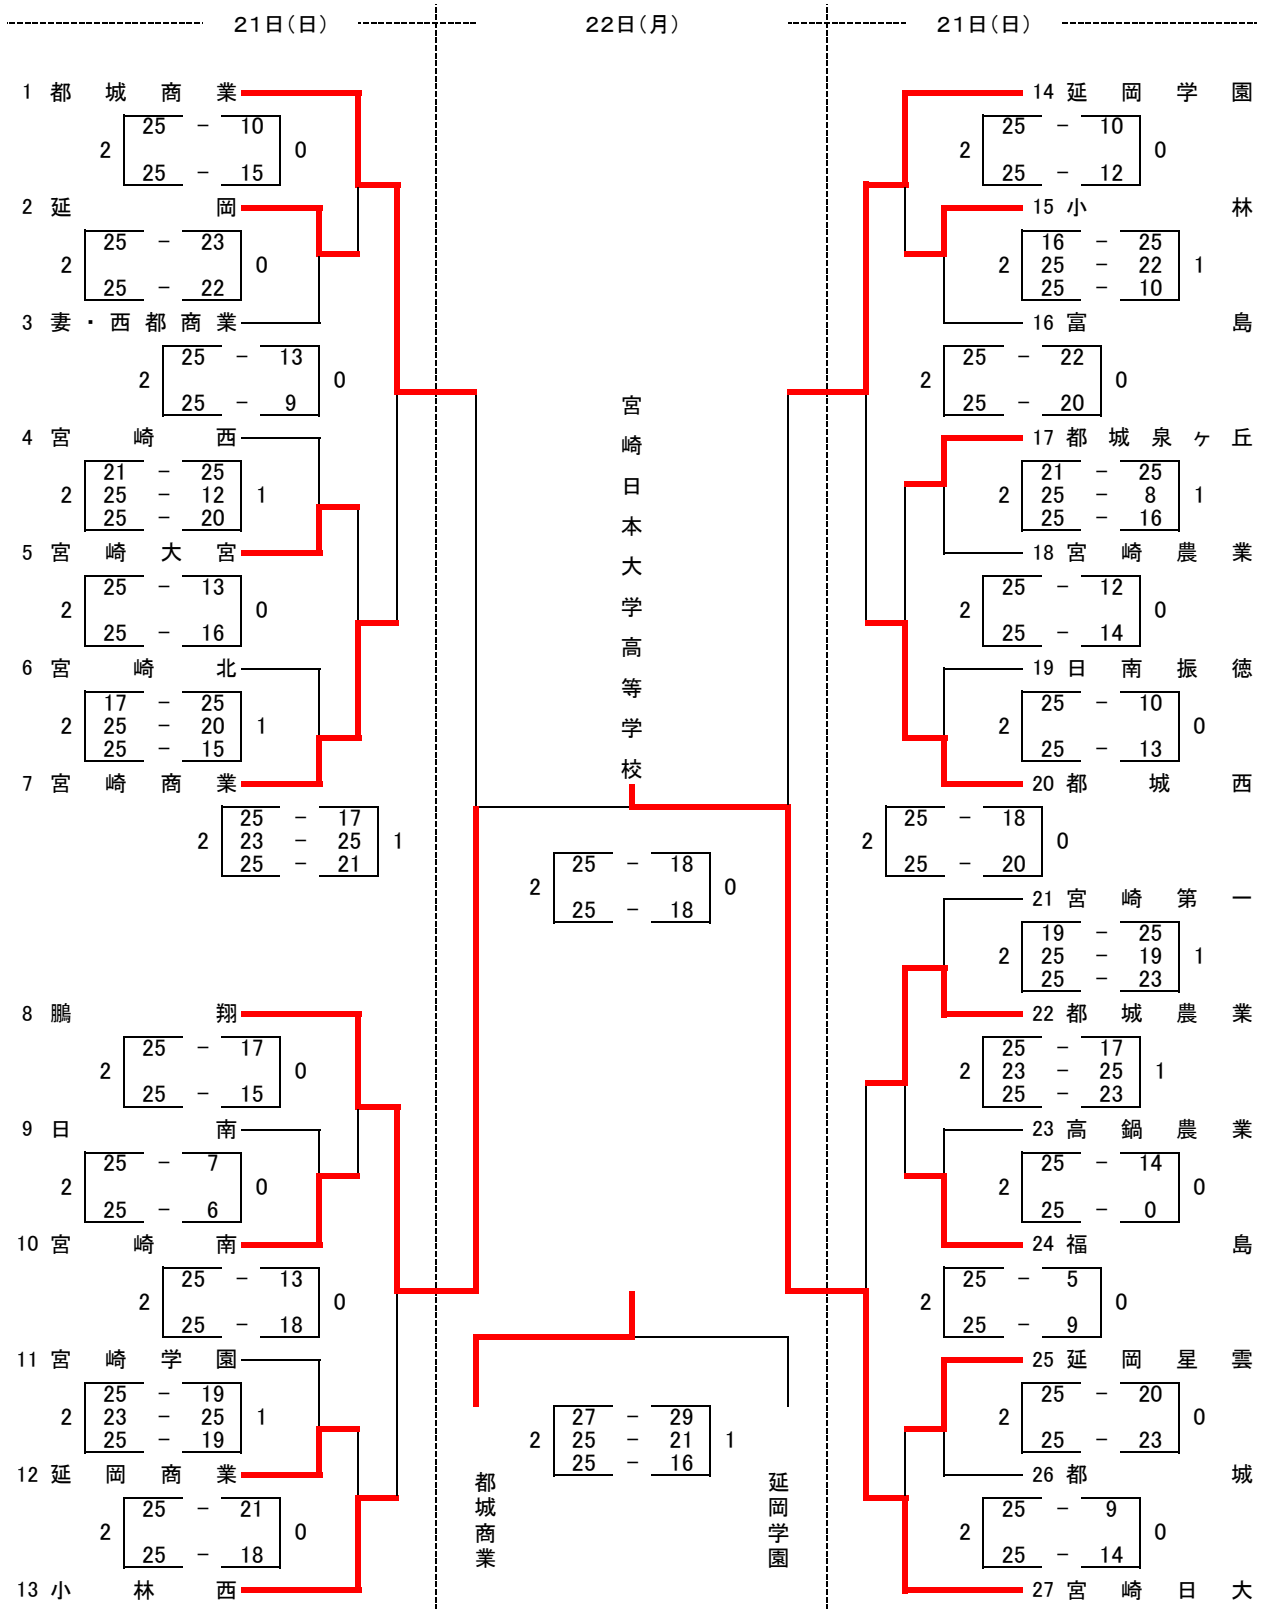 21日(日) 22日(月) 21日(日)
1 都城商業
25 - 10
2 0
25 - 15
2 延岡
25 - 23
2 0
25 - 22
3 妻・西都商業
25 - 13
2 0
25 - 9
4 宮崎西
21 - 25
2 25 - 12 1
25 - 20
5 宮崎大宮
25 - 13
2 0
25 - 16
6 宮崎北
17 - 25
2 25 - 20 1
25 - 15
7 宮崎商業
25 - 17
2 23 - 25 1
25 - 21
8 鵬翔
25 - 17
2 0
25 - 15
9 日南
25 - 7
2 0
25 - 6
10 宮崎南
25 - 13
2 0
25 - 18
11 宮崎学園
25 - 19
2 23 - 25 1
25 - 19
12 延岡商業
25 - 21
2 0
25 - 18
13 小林西
宮崎日本大学高等学校
25 - 18
2 0
25 - 18
27 - 29
2 25 - 21 1
25 - 16
都城商業
延岡学園
14 延岡学園
25 - 10
2 0
25 - 12
15 小林
16 - 25
2 25 - 22 1
25 - 10
16 富島
25 - 22
2 0
25 - 20
17 都城泉ヶ丘
21 - 25
2 25 - 8 1
25 - 16
18 宮崎農業
25 - 12
2 0
25 - 14
19 日南振徳
25 - 10
2 0
25 - 13
20 都城西
25 - 18
2 0
25 - 20
21 宮崎第一
19 - 25
2 25 - 19 1
25 - 23
22 都城農業
25 - 17
2 23 - 25 1
25 - 23
23 高鍋農業
25 - 14
2 0
25 - 0
24 福島
25 - 5
2 0
25 - 9
25 延岡星雲
25 - 20
2 0
25 - 23
26 都城
25 - 9
2 0
25 - 14
27 宮崎日大